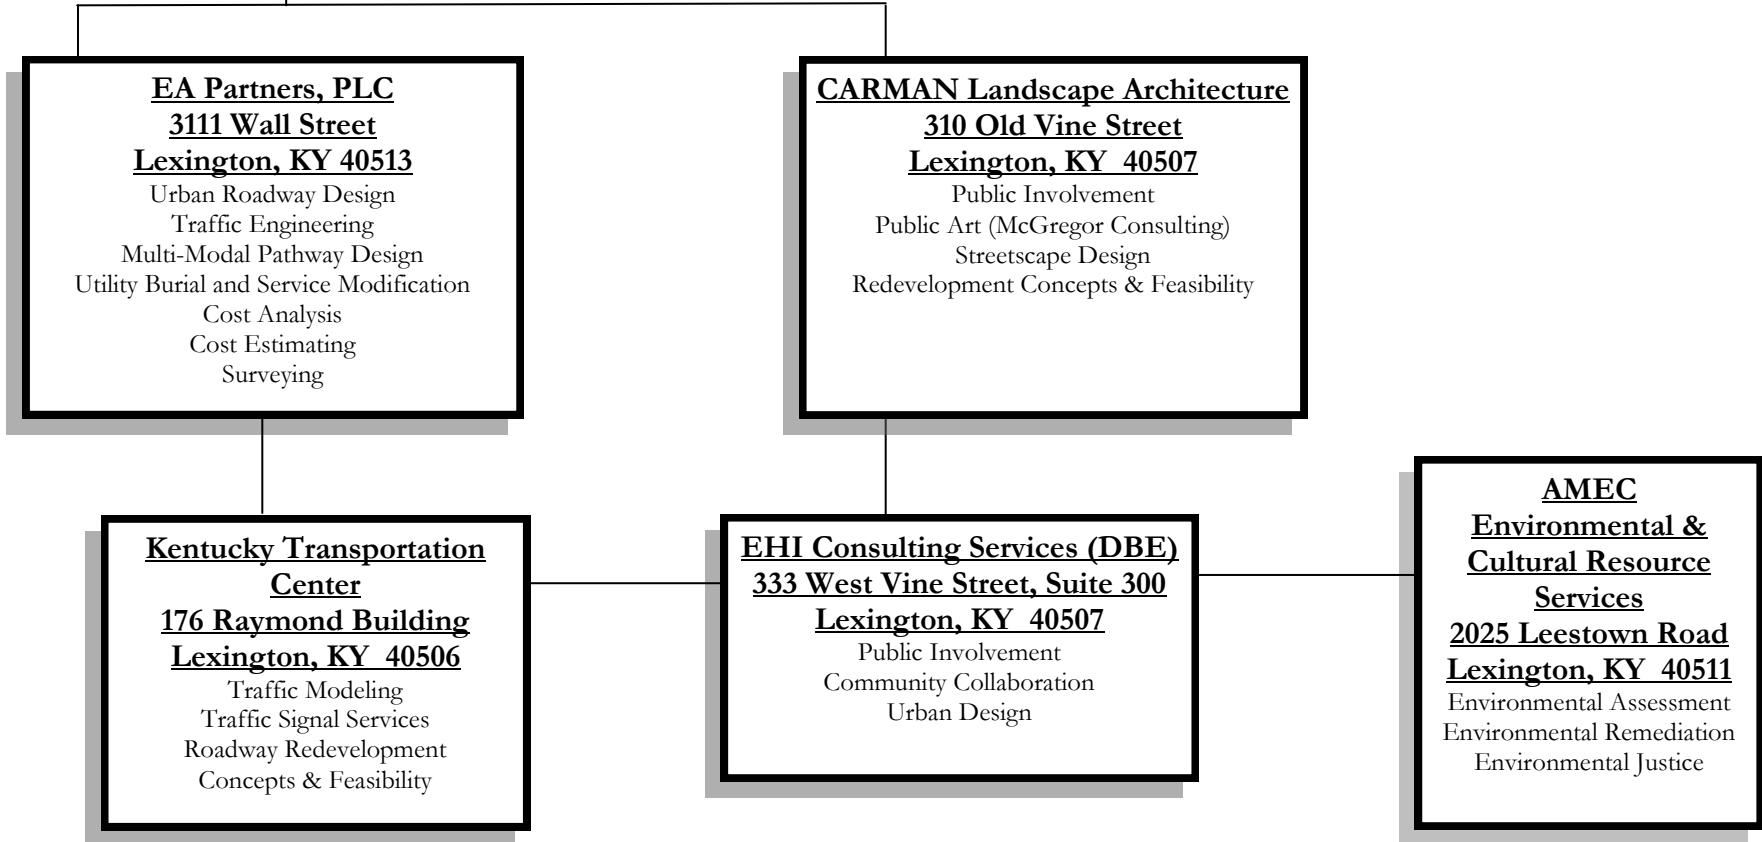 EA Partners, PLC
3111 Wall Street
Lexington, KY 40513
Urban Roadway Design
Traffic Engineering
Multi-Modal Pathway Design
Utility Burial and Service Modification
Cost Analysis
Cost Estimating
Surveying
CARMAN Landscape Architecture
310 Old Vine Street
Lexington, KY 40507
Public Involvement
Public Art (McGregor Consulting)
Streetscape Design
Redevelopment Concepts & Feasibility
Kentucky Transportation
Center
176 Raymond Building
Lexington, KY 40506
Traffic Modeling
Traffic Signal Services
Roadway Redevelopment
Concepts & Feasibility
EHI Consulting Services (DBE)
333 West Vine Street, Suite 300
Lexington, KY 40507
Public Involvement
Community Collaboration
Urban Design
AMEC
Environmental &
Cultural Resource
Services
2025 Leestown Road
Lexington, KY 40511
Environmental Assessment
Environmental Remediation
Environmental Justice